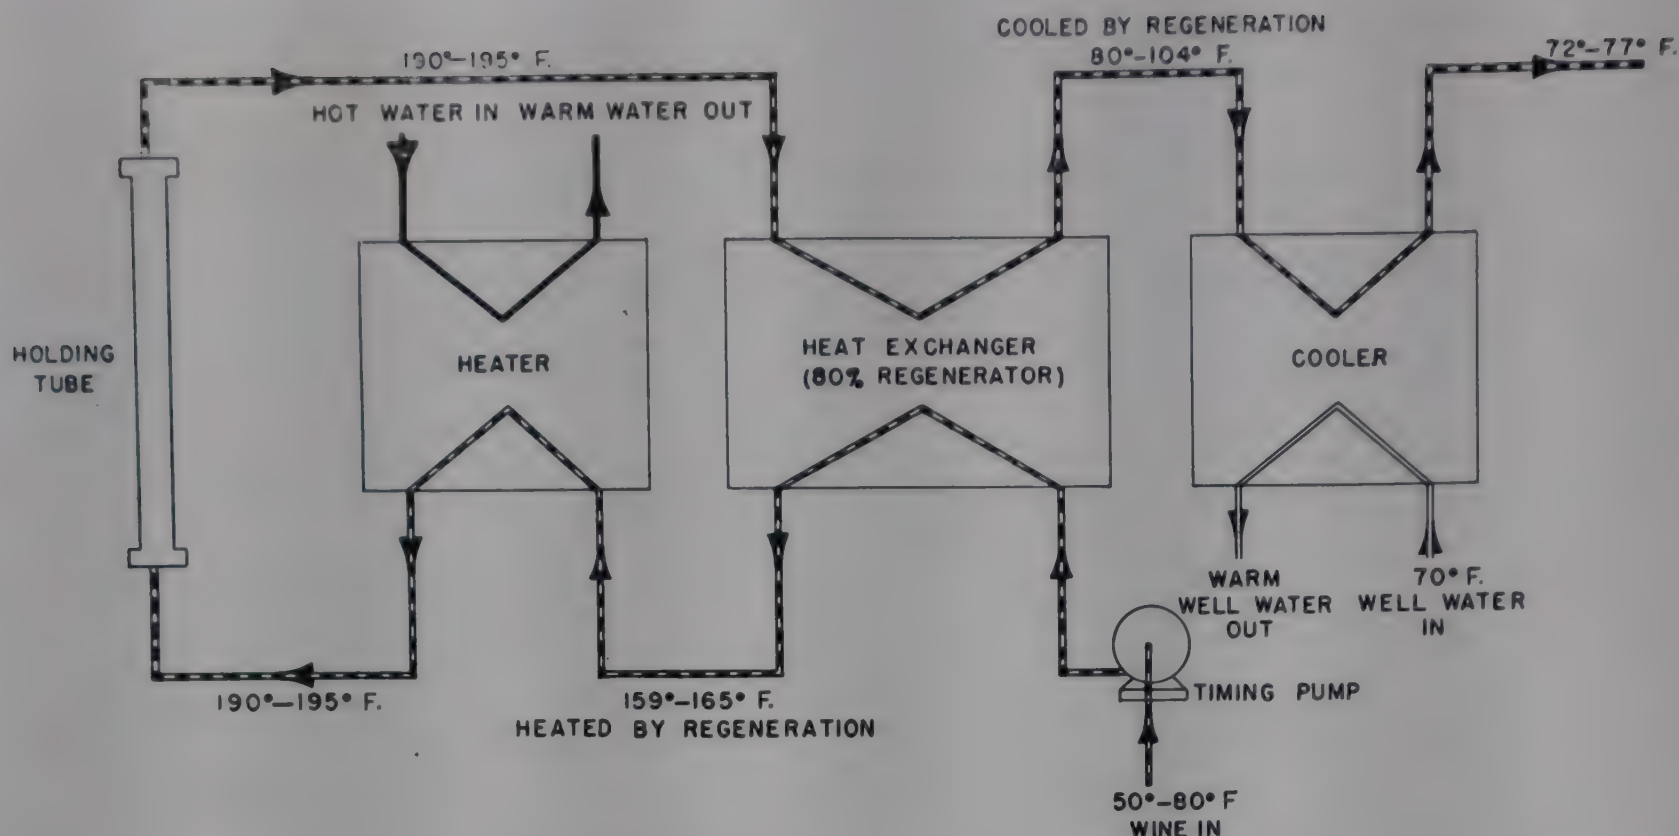 COOLED BY REGENERATION
80°-104° F.
72°-77° F.
190°-195° F.
HOT WATER IN WARM WATER OUT
HOLDING
TUBE
HEATER
HEAT EXCHANGER
(80% REGENERATOR)
COOLER
WARM
WELL WATER
OUT
70° F.
WELL WATER
IN
190°-195° F.
159°-165° F.
HEATED BY REGENERATION
TIMING PUMP
50°-80° F
WINE IN